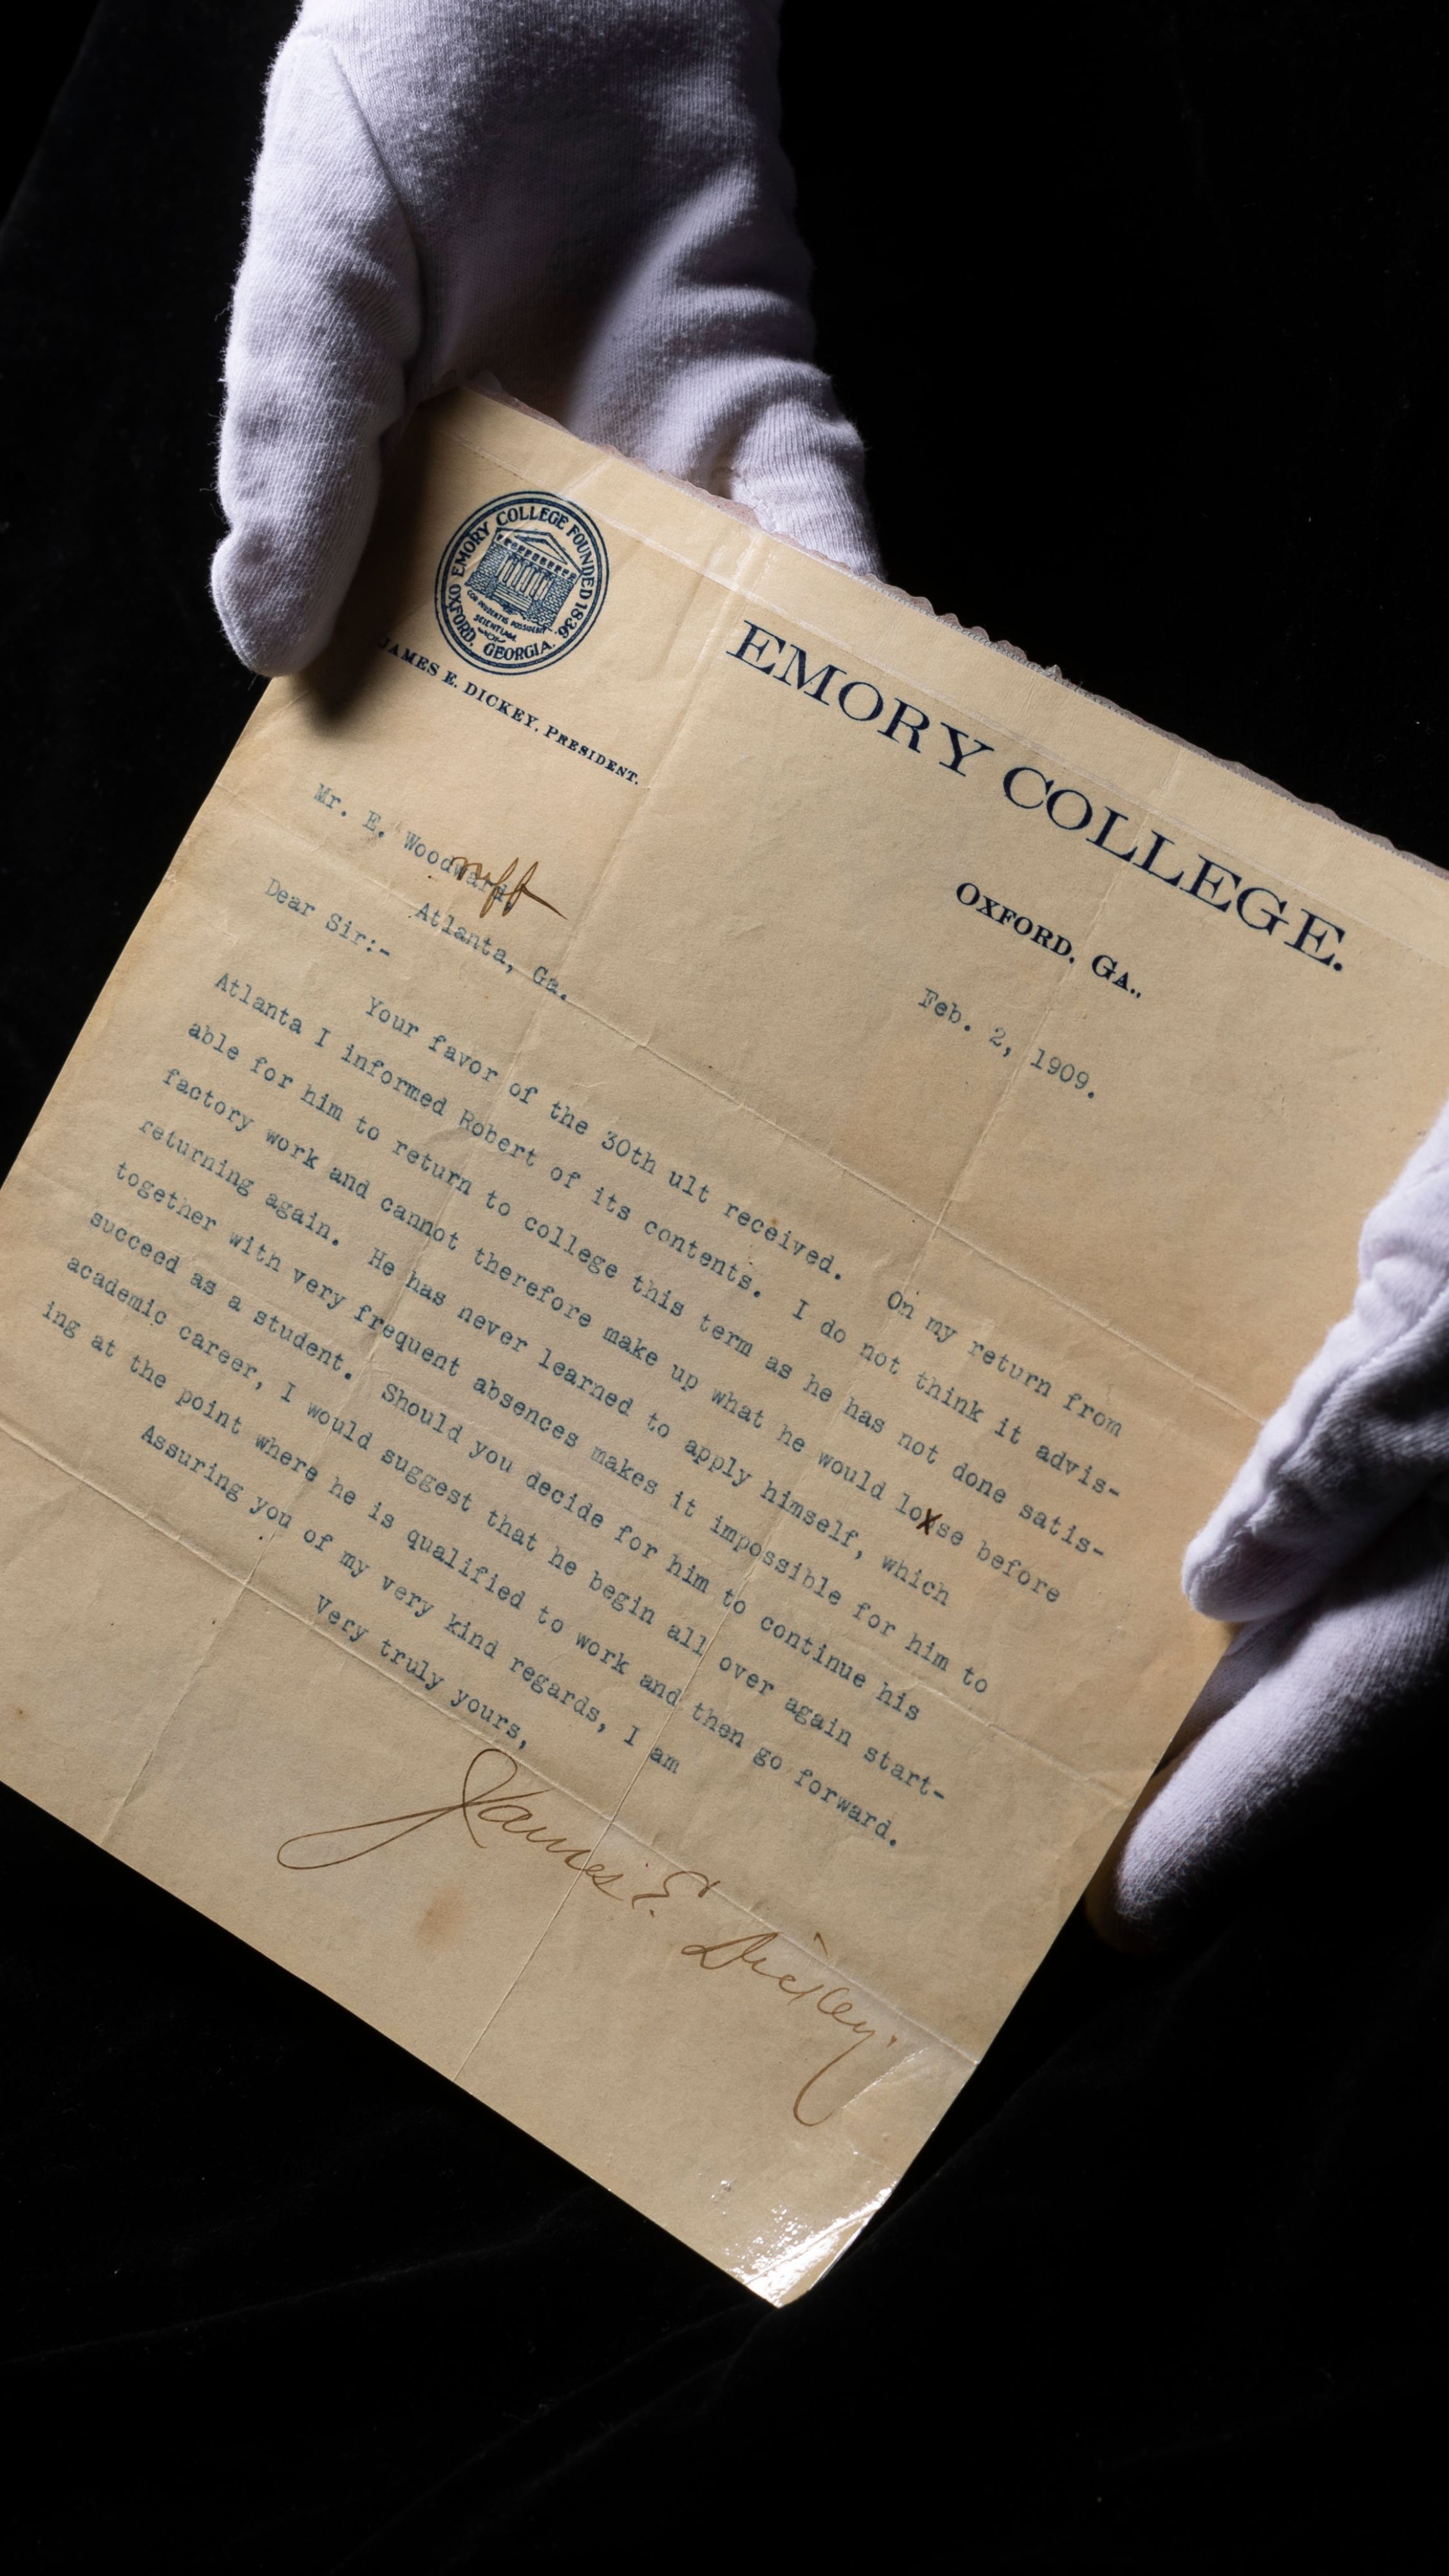 EMORY COLLEGE FOUNDED 1836.
OXFORD, GEORGIA.
COR PRUDENTIS POSSIDEBIT
SCIENTIAM
JAMES E. DICKEY, PRESIDENT.
EMORY COLLEGE.
OXFORD, GA.,
Feb. 2, 1909.
Mr. E. Woodward
Atlanta, Ga.
Dear Sir:-
Your favor of the 30th ult received. On my return from
Atlanta I informed Robert of its contents. I do not think it advis-
able for him to return to college this term as he has not done satis-
factory work and cannot therefore make up what he would loose before
returning again. He has never learned to apply himself, which
together with very frequent absences makes it impossible for him to
succeed as a student. Should you decide for him to continue his
academic career, I would suggest that he begin all over again start-
ing at the point where he is qualified to work and then go forward.
Assuring you of my very kind regards, I am
Very truly yours,
James E. Dickey.